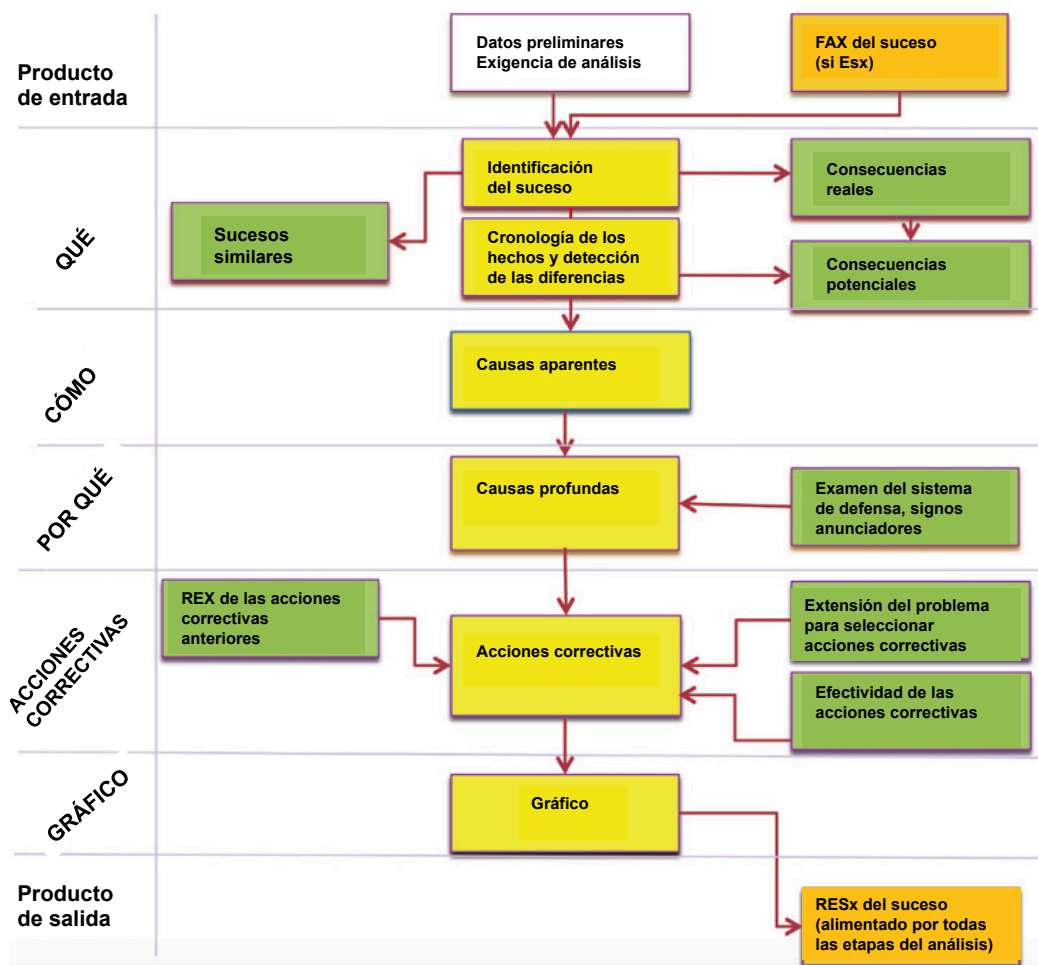 Producto
de entrada
Datos preliminares
Exigencia de análisis
FAX del suceso
(si Esx)
QUÉ
Identificación
del suceso
Consecuencias
reales
Sucesos
similares
Cronología de los
hechos y detección
de las diferencias
Consecuencias
potenciales
CÓMO
Causas aparentes
POR QUÉ
Causas profundas
Examen del sistema
de defensa, signos
anunciadores
ACCIONES
CORRECTIVAS
REX de las acciones
correctivas
anteriores
Acciones correctivas
Extensión del problema
para seleccionar
acciones correctivas
Efectividad de las
acciones correctivas
GRÁFICO
Gráfico
Producto
de salida
RESx del suceso
(alimentado por todas
las etapas del análisis)